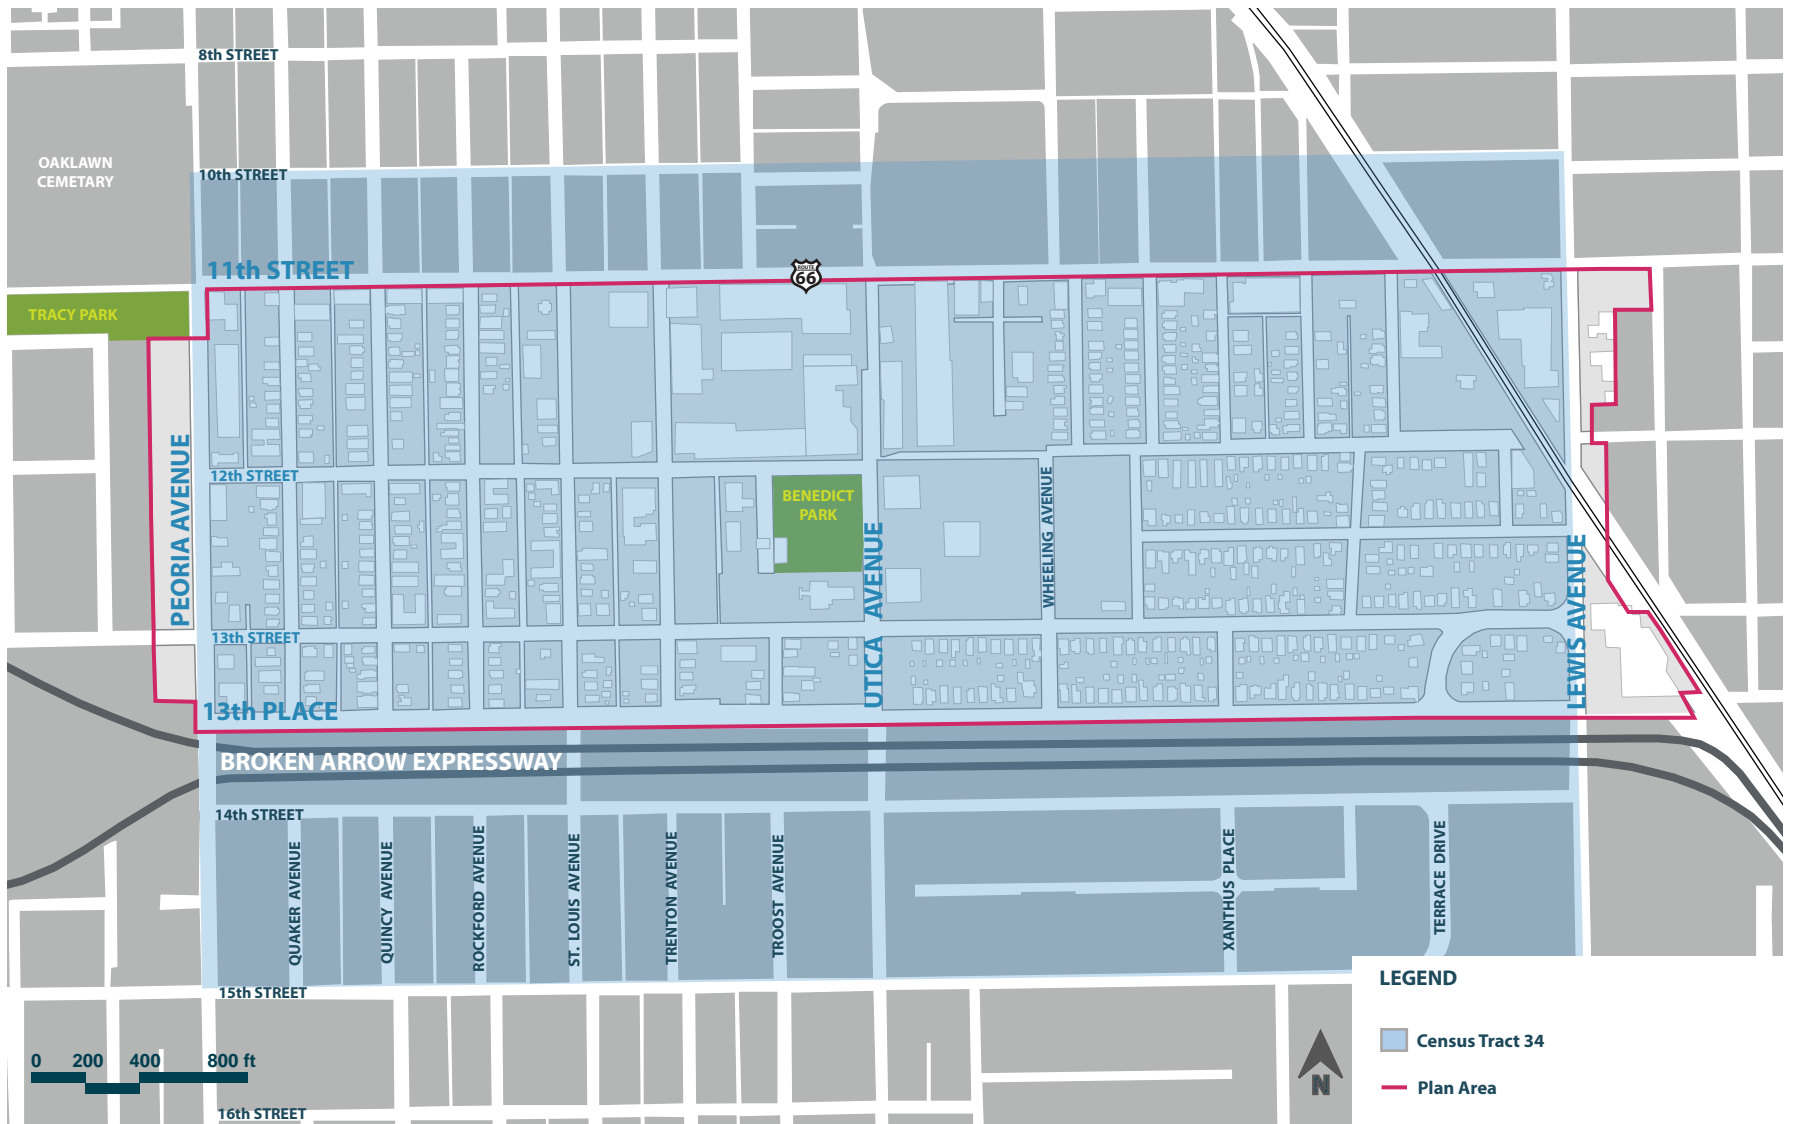 8th STREET
OAKLAWN
CEMETARY
10th STREET
11th STREET
ROUTE
66
TRACY PARK
PEORIA AVENUE
12th STREET
BENEDICT
PARK
UTICA AVENUE
WHEELING AVENUE
LEWIS AVENUE
13th STREET
13th PLACE
BROKEN ARROW EXPRESSWAY
14th STREET
QUAKER AVENUE
QUINCY AVENUE
ROCKFORD AVENUE
ST. LOUIS AVENUE
TRENTON AVENUE
TROOST AVENUE
XANTHUS PLACE
TERRACE DRIVE
15th STREET
LEGEND
Census Tract 34
Plan Area
N
0 200 400 800 ft
16th STREET